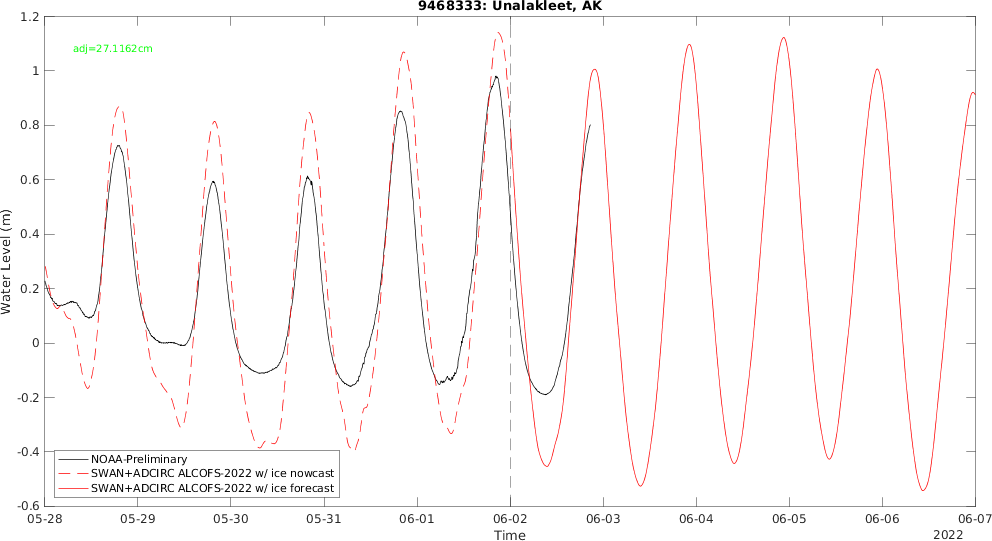 9468333: Unalakleet, AK
adj=27.1162cm
Water Level (m)
1.2
1
0.8
0.6
0.4
0.2
0
-0.2
-0.4
-0.6
NOAA-Preliminary
SWAN+ADCIRC ALCOFS-2022 w/ ice nowcast
SWAN+ADCIRC ALCOFS-2022 w/ ice forecast
05-28 05-29 05-30 05-31 06-01 06-02 06-03 06-04 06-05 06-06 06-07
Time
2022